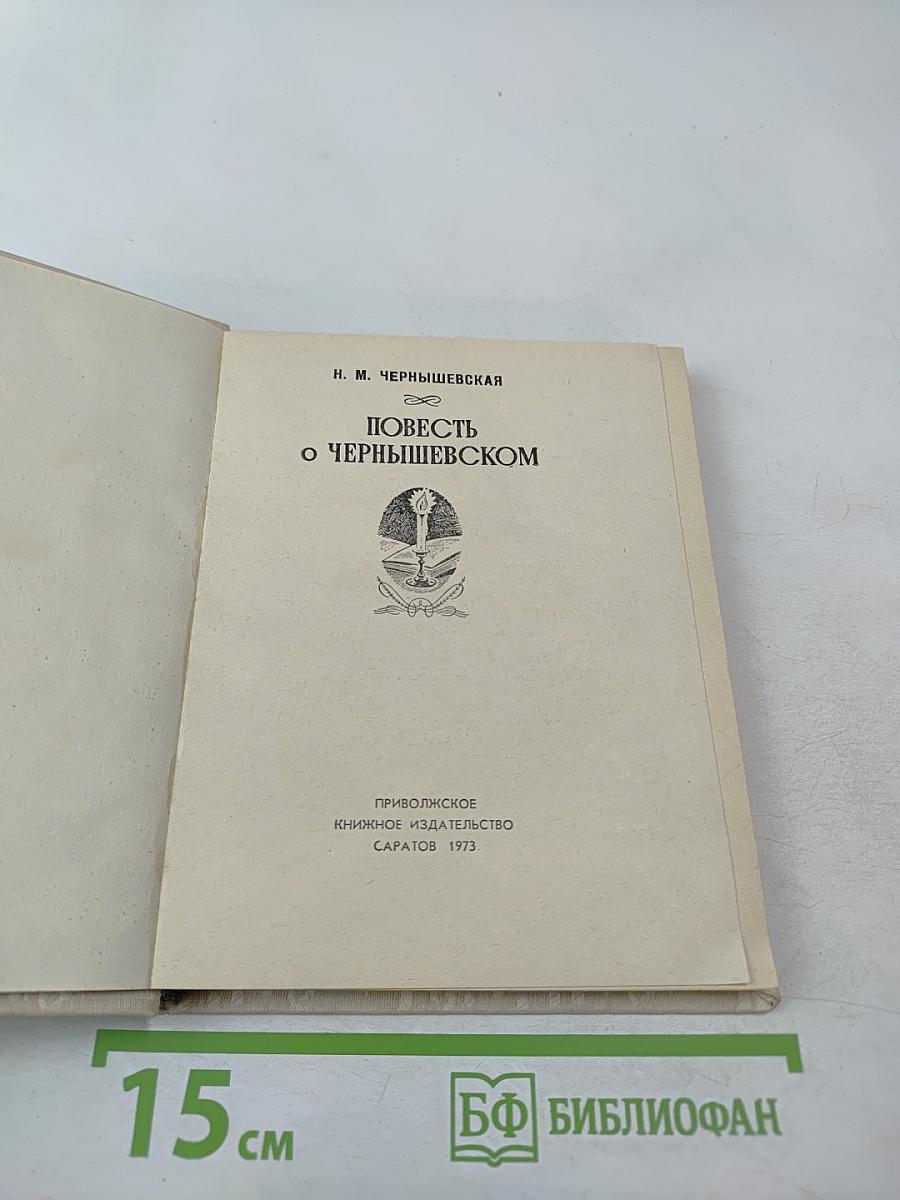 Н. М. ЧЕРНЫШЕВСКАЯ
ПОВЕСТЬ
О ЧЕРНЫШЕВСКОМ
ПРИВОЛЖСКОЕ
КНИЖНОЕ ИЗДАТЕЛЬСТВО
САРАТОВ 1973
15 см
БФ БИБЛИОФАН